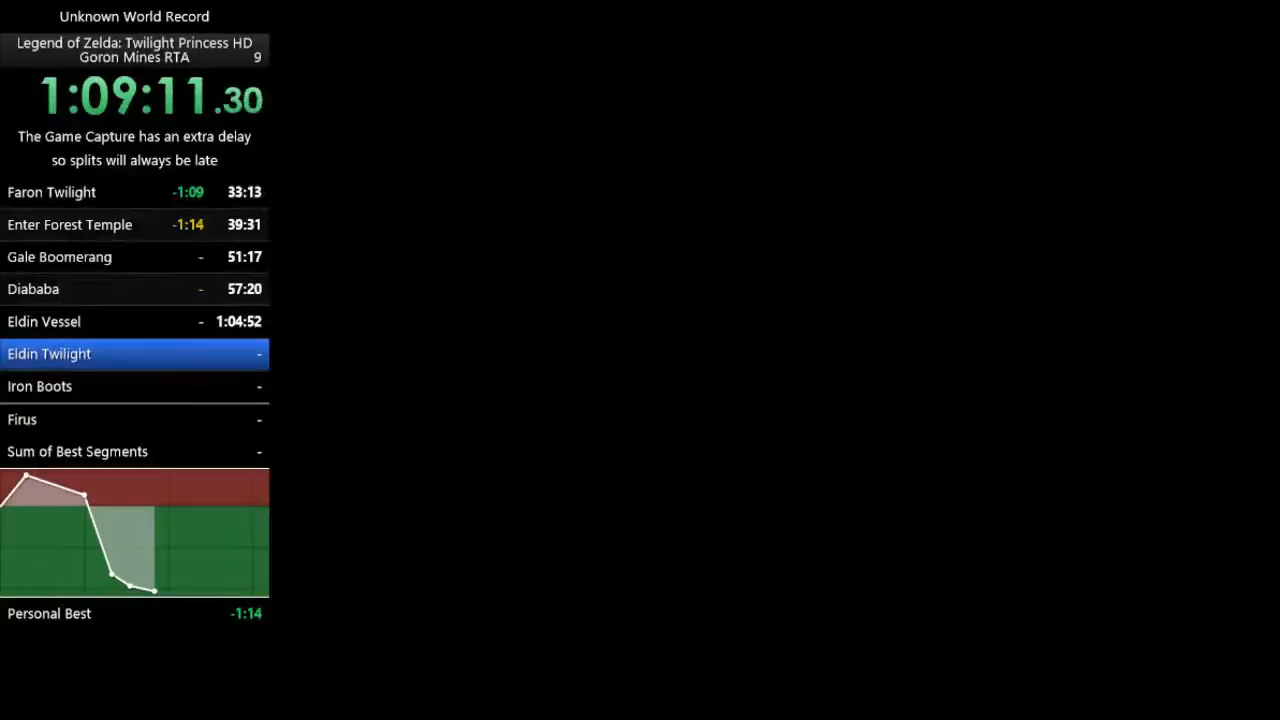 Unknown World Record
Legend of Zelda: Twilight Princess HD
Goron Mines RTA 9
1:09:11.30
The Game Capture has an extra delay
so splits will always be late
Faron Twilight -1:09 33:13
Enter Forest Temple -1:14 39:31
Gale Boomerang - 51:17
Diababa - 57:20
Eldin Vessel - 1:04:52
Eldin Twilight -
Iron Boots -
Firus -
Sum of Best Segments -
Personal Best -1:14